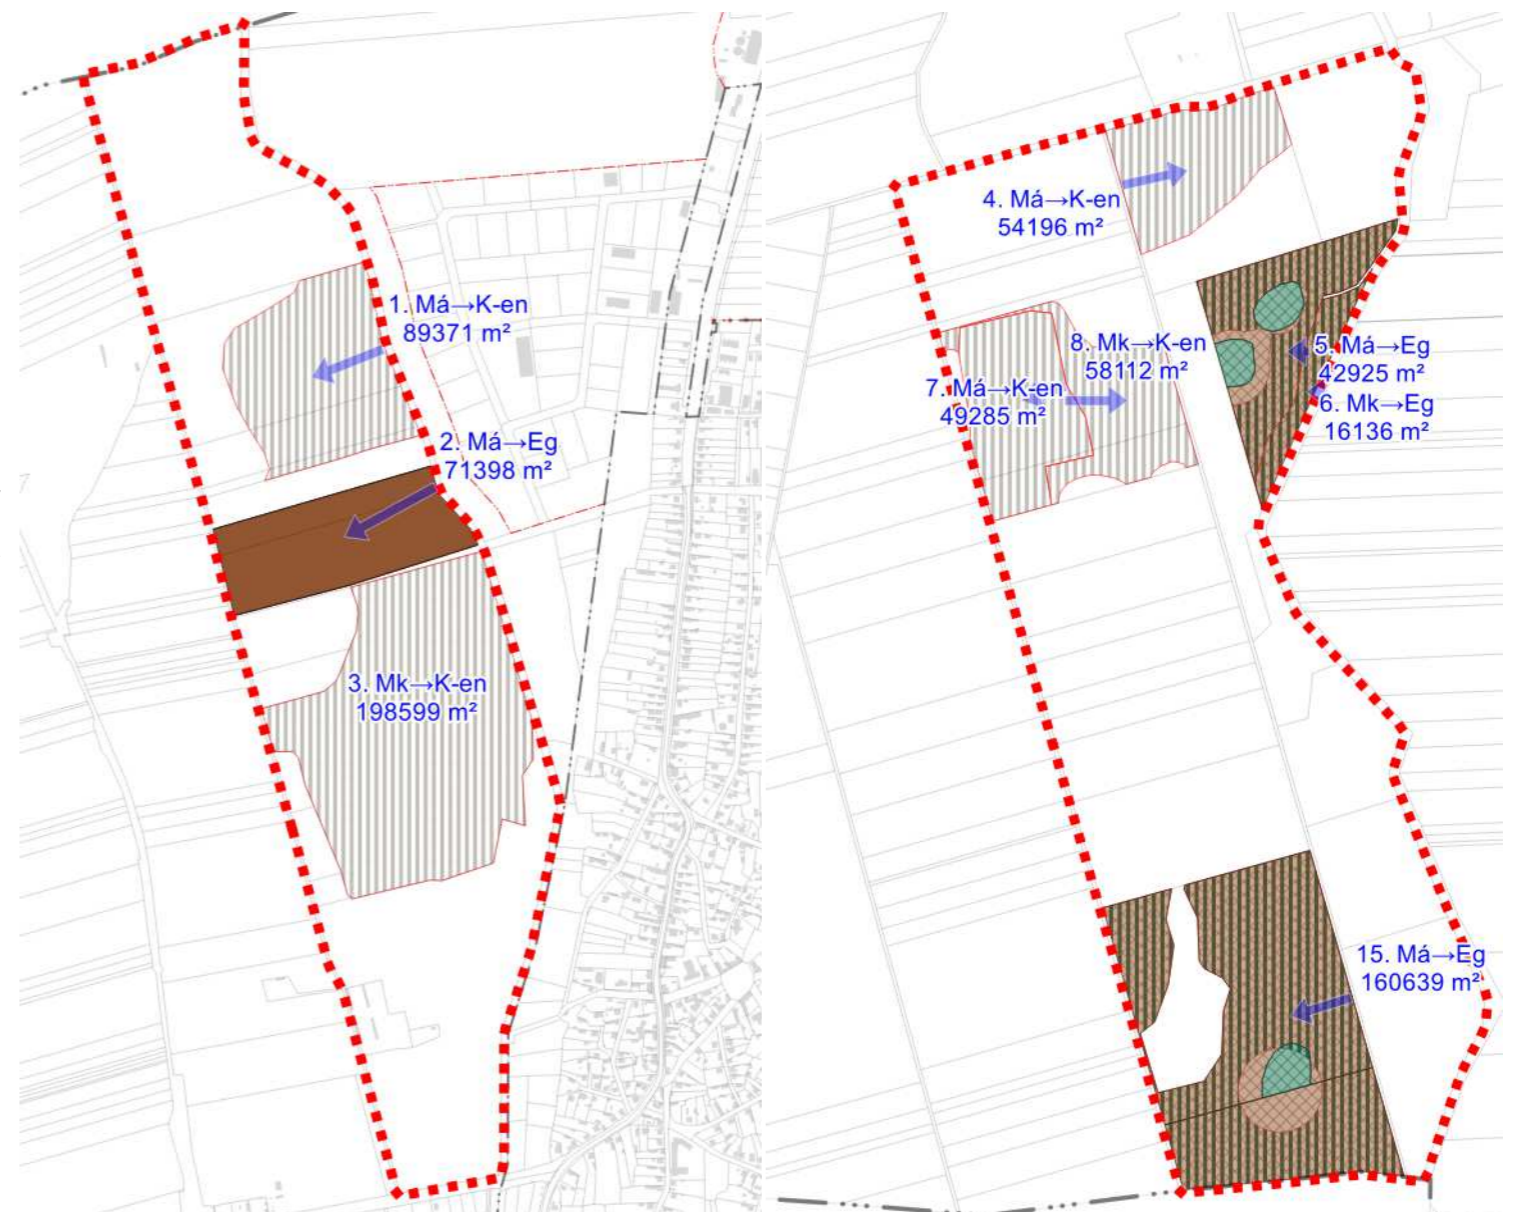 1. Má→K-en
89371 m²
2. Má→Eg
71398 m²
3. Mk→K-en
198599 m²
4. Má→K-en
54196 m²
8. Mk→K-en
58112 m²
7. Má→K-en
49285 m²
5. Má→Eg
42925 m²
6. Mk→Eg
16136 m²
15. Má→Eg
160639 m²